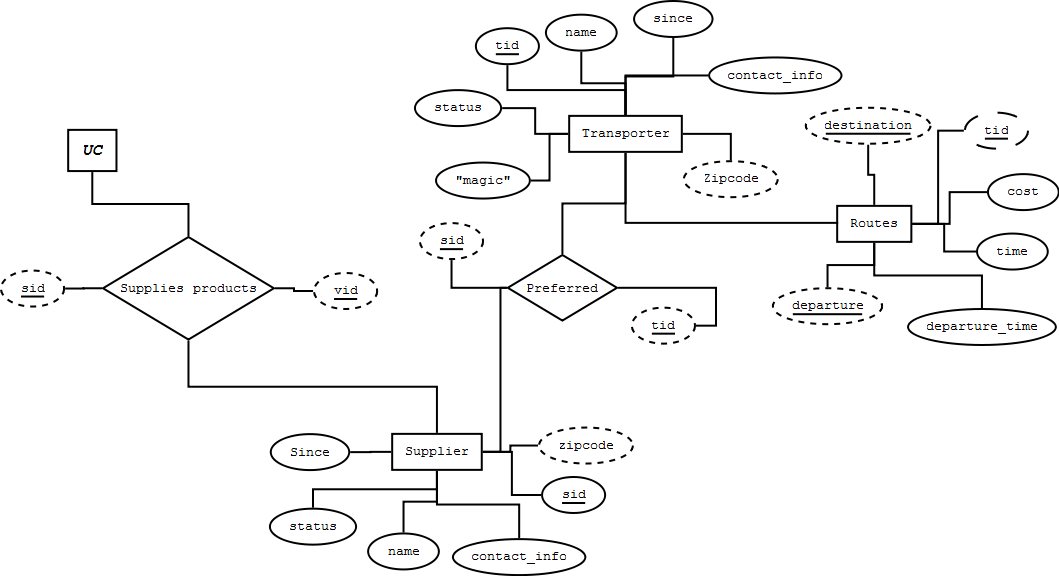 since
name
tid
contact_info
status
Transporter
destination
tid
UC
"magic"
Zipcode
cost
Routes
sid
time
sid
Supplies products
vid
Preferred
departure
tid
departure_time
Since
Supplier
zipcode
sid
status
name
contact_info